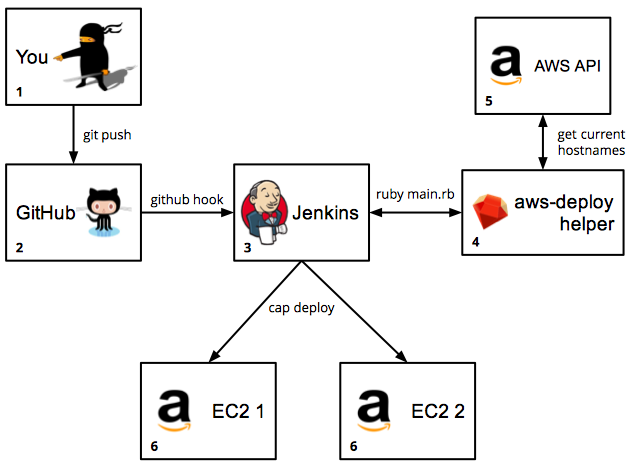 You
1
git push
GitHub
2
github hook
Jenkins
3
ruby main.rb
aws-deploy
helper
4
get current
hostnames
a AWS API
5
cap deploy
a EC2 1
6
a EC2 2
6